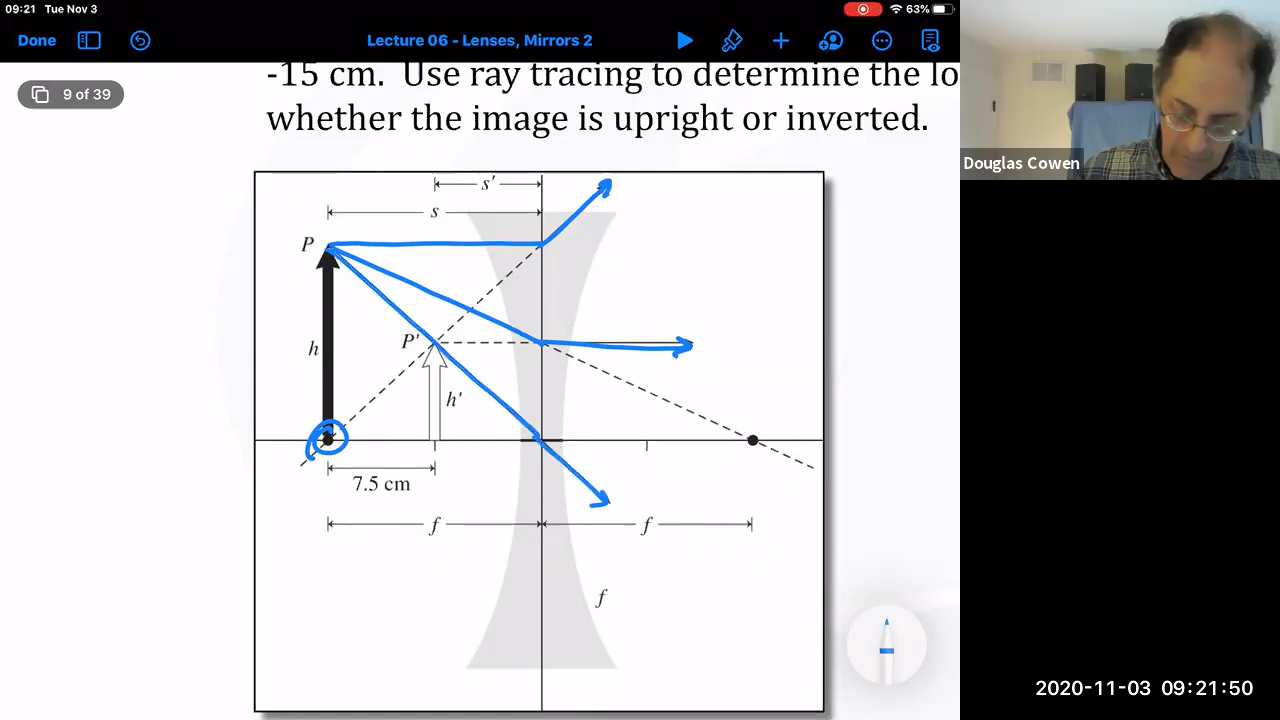 09:21 Tue Nov 3
63%
Done
Lecture 06 - Lenses, Mirrors 2
9 of 39
-15 cm. Use ray tracing to determine the lo
whether the image is upright or inverted.
s'
s
P
P'
h
h'
7.5 cm
f
f
f
Douglas Cowen
2020-11-03 09:21:50